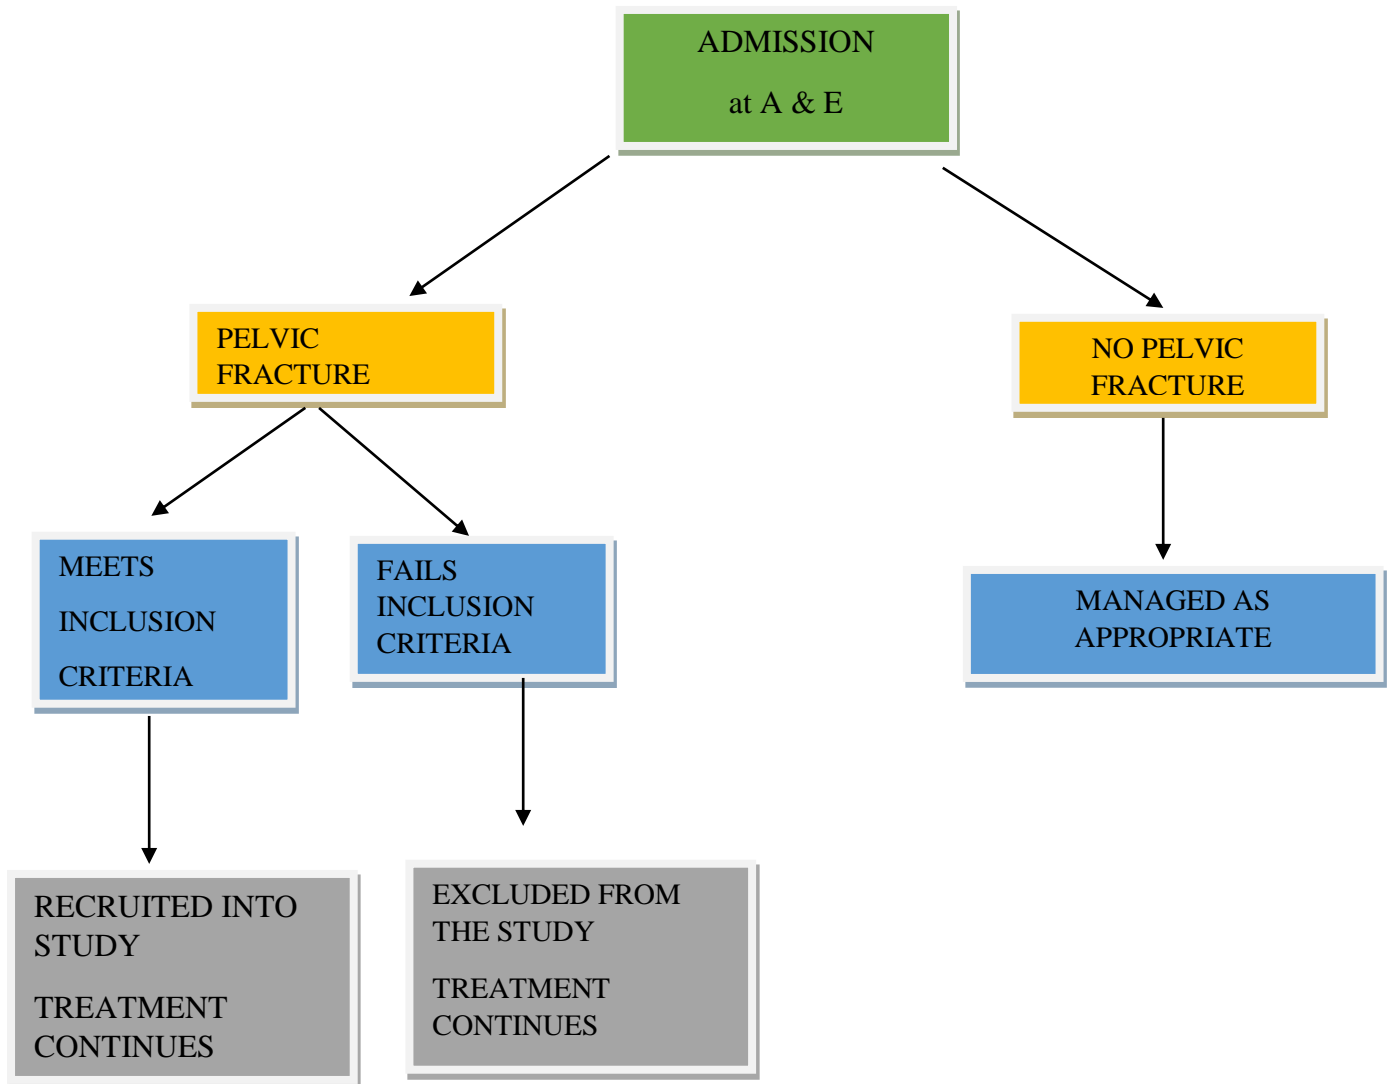 ADMISSION
at A & E
PELVIC
FRACTURE
NO PELVIC
FRACTURE
MEETS
INCLUSION
CRITERIA
FAILS
INCLUSION
CRITERIA
MANAGED AS
APPROPRIATE
RECRUITED INTO
STUDY
TREATMENT
CONTINUES
EXCLUDED FROM
THE STUDY
TREATMENT
CONTINUES